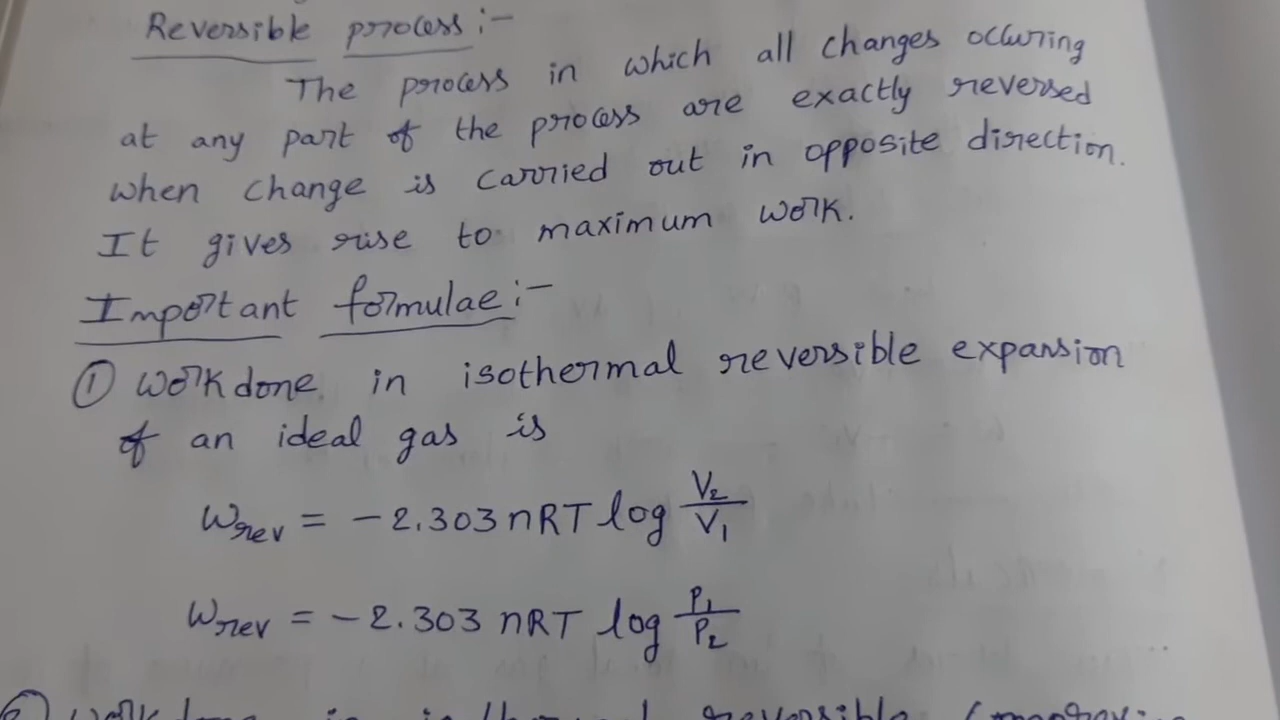 Reversible process:-
The process in which all changes occuring
at any part of the process are exactly reversed
when change is carried out in opposite direction.
It gives rise to maximum work.
Important formulae:-
① Work done in isothermal reversible expansion
of an ideal gas is
Wrev = -2.303 nRT log V2/V1
Wrev = -2.303 nRT log P1/P2
reversible